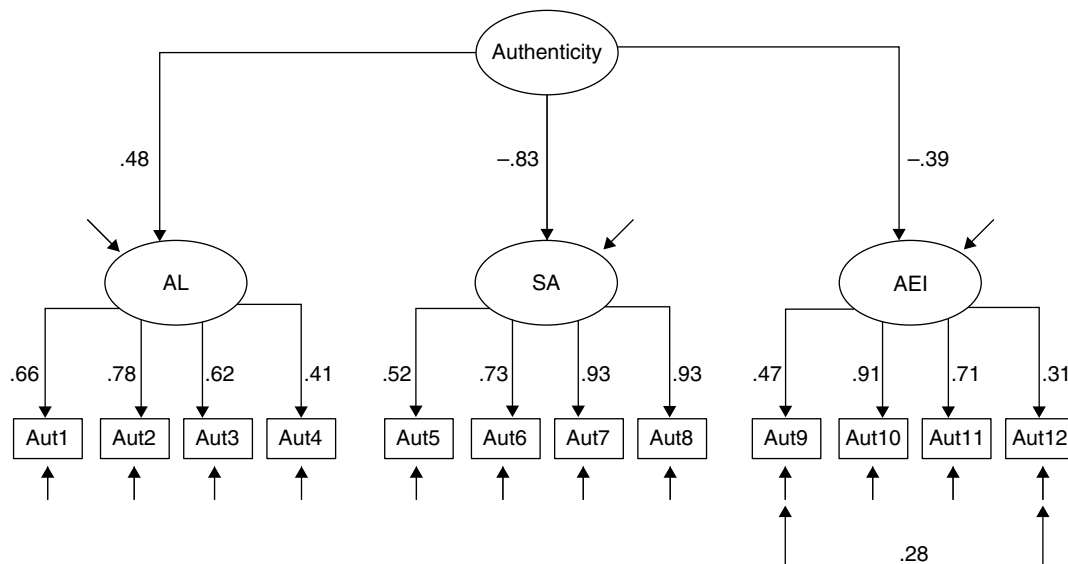 Authenticity
.48 –.83 –.39
AL SA AEI
.66 .78 .62 .41 .52 .73 .93 .93 .47 .91 .71 .31
Aut1 Aut2 Aut3 Aut4 Aut5 Aut6 Aut7 Aut8 Aut9 Aut10 Aut11 Aut12
.28